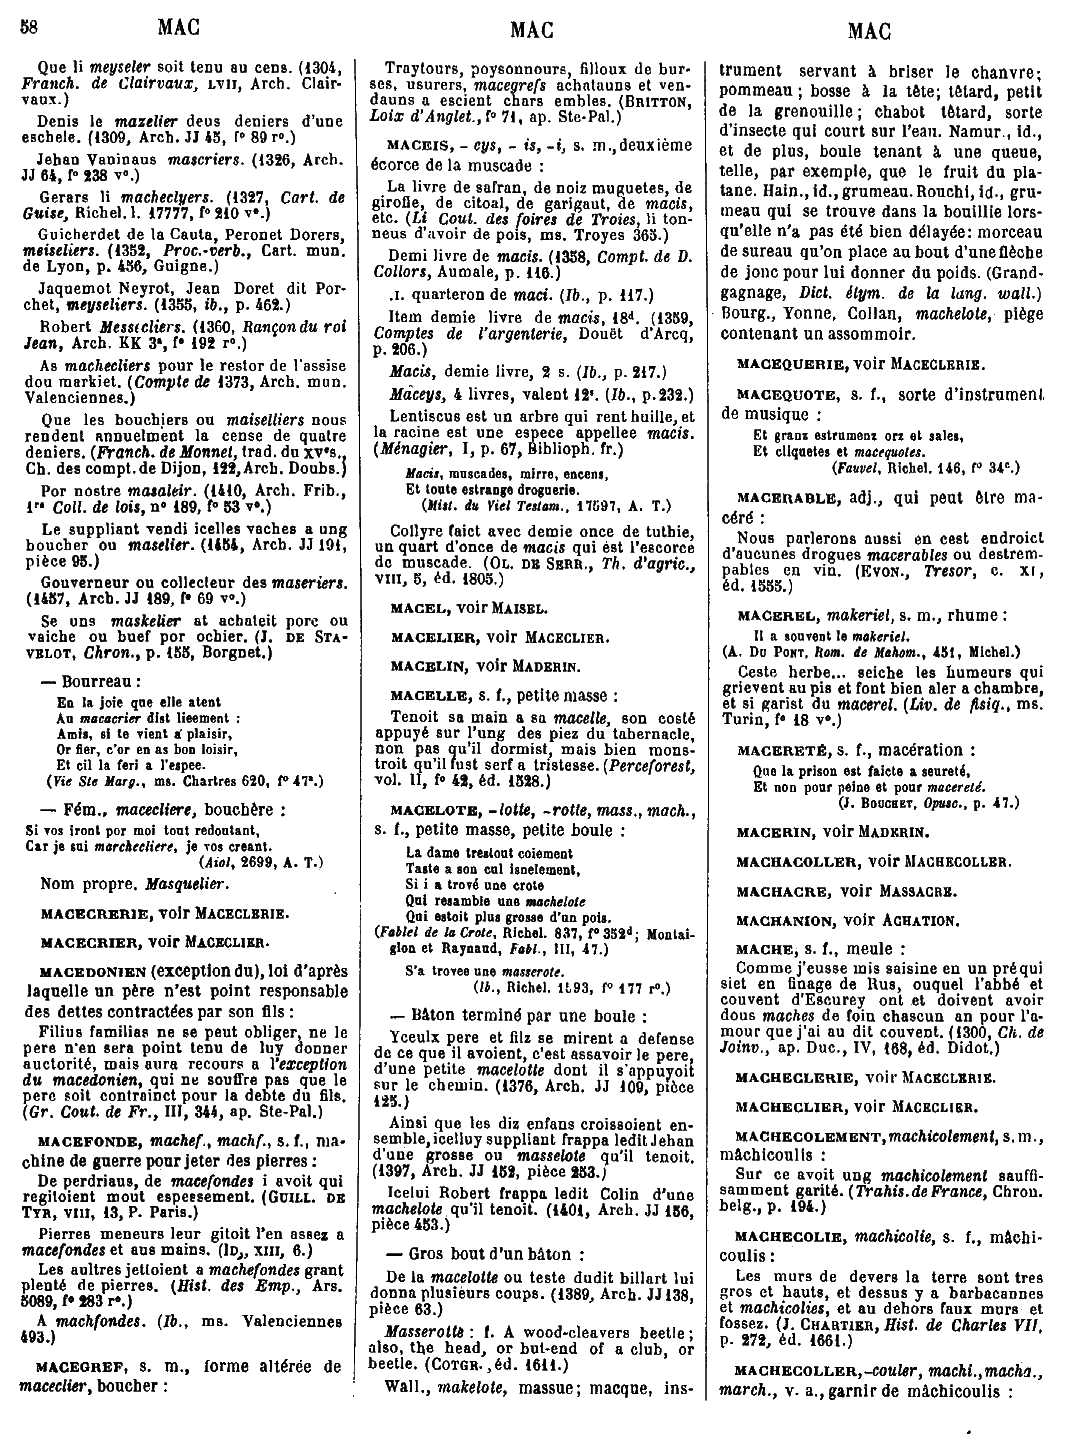 58 MAC MAC MAC
Que li meyseler soit tenu au cens. (1304,
Franch. de Clairvaux, LVII, Arch. Clair-
vaux.)
Denis le mazelier deus deniers d'une
eschele. (1309, Arch. JJ 45, f° 89 r°.)
Jehan Vaninaus mascriers. (1326, Arch.
JJ 64, f° 238 v°.)
Gerars li macheclyers. (1327, Cart. de
Guise, Richel. l. 17777, f° 210 v°.)
Guicherdet de la Cauta, Peronet Dorers,
meiseliers. (1352, Proc.-verb., Cart. mun.
de Lyon, p. 456, Guigne.)
Jaquemot Neyrot, Jean Doret dit Por-
chet, meyseliers. (1355, ib., p. 462.)
Robert Messecliers. (1360, Rançon du roi
Jean, Arch. KK 3ª, f° 192 r°.)
As machecliers pour le restor de l'assise
dou markiet. (Compte de 1373, Arch. mun.
Valenciennes.)
Que les bouchiers ou maiselliers nous
rendent annuelment la cense de quatre
deniers. (Franch. de Monnet, trad. du xv°s.,
Ch. des compt. de Dijon, 122, Arch. Doubs.)
Por nostre masaleir. (1410, Arch. Frib.,
1re Coll. de lois, n° 189, f° 53 v°.)
Le suppliant vendi icelles vaches a ung
boucher ou maselier. (1454, Arch. JJ 191,
pièce 95.)
Gouverneur ou collecteur des maseriers.
(1457, Arch. JJ 189, f° 69 v°.)
Se uns maskelier at achateit porc ou
vaiche ou buef por ochier. (J. DE STA-
VELOT, Chron., p. 155, Borgnet.)
— Bourreau :
En la joie que elle atent
Au macacrier dist lieement :
Amis, si te vient a plaisir,
Or fier, c'or en as bon loisir,
Et cil la feri a l'espee.
(Vie Ste Marg., ms. Chartres 620, f° 47ª.)
— Fém., macecliere, bouchère :
Si vos iront por moi tout redoutant,
Car je sui marchecliere, je vos creant.
(Aiol, 2699, A. T.)
Nom propre, Masquelier.
MACECRERIE, voir MACECLERIE.
MACECRIER, voir MACECLIER.
MACEDONIEN (exception du), loi d'après
laquelle un père n'est point responsable
des dettes contractées par son fils :
Filius familias ne se peut obliger, ne le
pere n'en sera point tenu de luy donner
auctorité, mais aura recours a l'exception
du macedonien, qui ne souffre pas que le
pere soit contrainct pour la debte du fils.
(Gr. Cout. de Fr., III, 344, ap. Ste-Pal.)
MACEFONDE, machef., machf., s. f., ma-
chine de guerre pour jeter des pierres :
De perdriaus, de macefondes i avoit qui
regitoient mout espessement. (GUILL. DE
TYR, VIII, 13, P. Paris.)
Pierres meneurs leur gitoit l'en assez a
macefondes et aus mains. (ID., XIII, 6.)
Les aultres jettoient a machefondes grant
plenté de pierres. (Hist. des Emp., Ars.
5089, f° 283 r°.)
A machfondes. (Ib., ms. Valenciennes
493.)
MACEGREF, s. m., forme altérée de
maceclier, boucher :
Traytours, poysonnours, filloux de bur-
ses, usurers, macegrefs achatauns et ven-
dauns a escient chars embles. (BRITTON,
Loix d'Anglet., f° 71, ap. Ste-Pal.)
MACEIS, - cys, - is, -i, s. m., deuxième
écorce de la muscade :
La livre de safran, de noiz muguetes, de
girofle, de citoal, de garigaut, de macis,
etc. (Li Cout. des foires de Troies, li ton-
neus d'avoir de pois, ms. Troyes 365.)
Demi livre de macis. (1358, Compt. de D.
Collors, Aumale, p. 116.)
.I. quarteron de maci. (Ib., p. 117.)
Item demie livre de macis, 18d. (1359,
Comptes de l'argenterie, Douët d'Arcq,
p. 206.)
Macis, demie livre, 2 s. (Ib., p. 217.)
Maceys, 4 livres, valent 12s. (Ib., p. 232.)
Lentiscus est un arbre qui rent huille, et
la racine est une espece appellee macis.
(Ménagier, I, p. 67, Biblioph. fr.)
Macis, muscades, mirre, encens,
Et toute estrange droguerie.
(Mist. du Viel Testam., 17597, A. T.)
Collyre faict avec demie once de tuthie,
un quart d'once de macis qui est l'escorce
de muscade. (OL. DE SERR., Th. d'agric.,
VIII, 5, éd. 1805.)
MACEL, voir MAISEL.
MACELIER, voir MACECLIER.
MACELIN, voir MADERIN.
MACELLE, s. f., petite masse :
Tenoit sa main a sa macelle, son costé
appuyé sur l'ung des piez du tabernacle,
non pas qu'il dormist, mais bien mons-
troit qu'il fust serf a tristesse. (Perceforest,
vol. II, f° 42, éd. 1528.)
MACELOTE, -lotte, -rotte, mass., mach.,
s. f., petite masse, petite boule :
La dame trestout coiement
Taste a son cul isnelement,
Si i a trové une crote
Qui resamble une machelote
Qui estoit plus grosse d'un pois.
(Fablel de la Crote, Richel. 837, f° 352d ; Montai-
glon et Raynaud, Fabl., III, 47.)
S'a trovee une masserote.
(Ib., Richel. 1593, f° 177 r°.)
— Bâton terminé par une boule :
Yceulx pere et filz se mirent a defense
de ce que il avoient, c'est assavoir le pere,
d'une petite macelotte dont il s'appuyoit
sur le chemin. (1376, Arch. JJ 109, pièce
125.)
Ainsi que les diz enfans croissoient en-
semble, icelluy suppliant frappa ledit Jehan
d'une grosse ou masselote qu'il tenoit.
(1397, Arch. JJ 152, pièce 253.)
Icelui Robert frappa ledit Colin d'une
machelote qu'il tenoit. (1401, Arch. JJ 156,
pièce 453.)
— Gros bout d'un bâton :
De la macelotte ou teste dudit billart lui
donna plusieurs coups. (1389, Arch. JJ 138,
pièce 63.)
Masserotte : f. A wood-cleavers beetle ;
also, the head, or but-end of a club, or
beetle. (COTGR., éd. 1611.)
Wall., makelote, massue ; macque, ins-
trument servant à briser le chanvre ;
pommeau ; bosse à la tête ; têtard, petit
de la grenouille ; chabot têtard, sorte
d'insecte qui court sur l'eau. Namur., id.,
et de plus, boule tenant à une queue,
telle, par exemple, que le fruit du pla-
tane. Hain., id., grumeau. Rouchi, id., gru-
meau qui se trouve dans la bouillie lors-
qu'elle n'a pas été bien délayée : morceau
de sureau qu'on place au bout d'une flèche
de jonc pour lui donner du poids. (Grand-
gagnage, Dict. étym. de la lang. wall.)
Bourg., Yonne, Collan, machelote, piège
contenant un assommoir.
MACEQUERIE, voir MACECLERIE.
MACEQUOTE, s. f., sorte d'instrument
de musique :
Et granz estrumenz orz et sales,
Et cliquetes et macequotes.
(Fauvel, Richel. 146, f° 34c.)
MACERABLE, adj., qui peut être ma-
céré :
Nous parlerons aussi en cest endroict
d'aucunes drogues macerables ou destrem-
pables en vin. (EVON., Tresor, c. XI,
éd. 1555.)
MACEREL, makeriel, s. m., rhume :
Il a souvent le makeriel.
(A. DU PONT, Rom. de Mahom., 451, Michel.)
Ceste herbe... seiche les humeurs qui
grievent au pis et font bien aler a chambre,
et si garist du macerel. (Liv. de fisiq., ms.
Turin, f° 18 v°.)
MACERETÉ, s. f., macération :
Que la prison est faicte a seureté,
Et non pour peine et pour macereté.
(J. BOUCHET, Opusc., p. 47.)
MACERIN, voir MADERIN.
MACHACOLLER, voir MACHECOLLER.
MACHACRE, voir MASSACRE.
MACHANION, voir ACHATION.
MACHE, s. f., meule :
Comme j'eusse mis saisine en un pré qui
siet en finage de Rus, ouquel l'abbé et
couvent d'Escurey ont et doivent avoir
dous maches de foin chascun an pour l'a-
mour que j'ai au dit couvent. (1300, Ch. de
Joinv., ap. Duc., IV, 168, éd. Didot.)
MACHECLERIE, voir MACECLERIE.
MACHECLIER, voir MACECLIER.
MACHECOLEMENT, machicolement, s. m.,
mâchicoulis :
Sur ce avoit ung machicolement sauffi-
samment garité. (Trahis. de France, Chron.
belg., p. 194.)
MACHECOLIE, machicolie, s. f., mâchi-
coulis :
Les murs de devers la terre sont tres
gros et hauts, et dessus y a barbacannes
et machicolies, et au dehors faux murs et
fossez. (J. CHARTIER, Hist. de Charles VII,
p. 272, éd. 1661.)
MACHECOLLER, -couler, machi., macha.,
march., v. a., garnir de mâchicoulis :